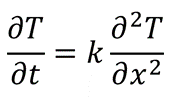 ∂T/∂t = k ∂²T/∂x²